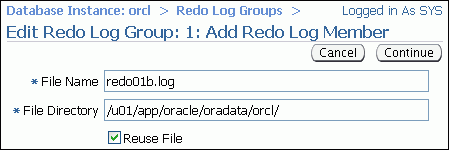 Database Instance: orcl > Redo Log Groups > Logged in As SYS
Edit Redo Log Group: 1: Add Redo Log Member
Cancel Continue
* File Name redo01b.log
* File Directory /u01/app/oracle/oradata/orcl/
Reuse File